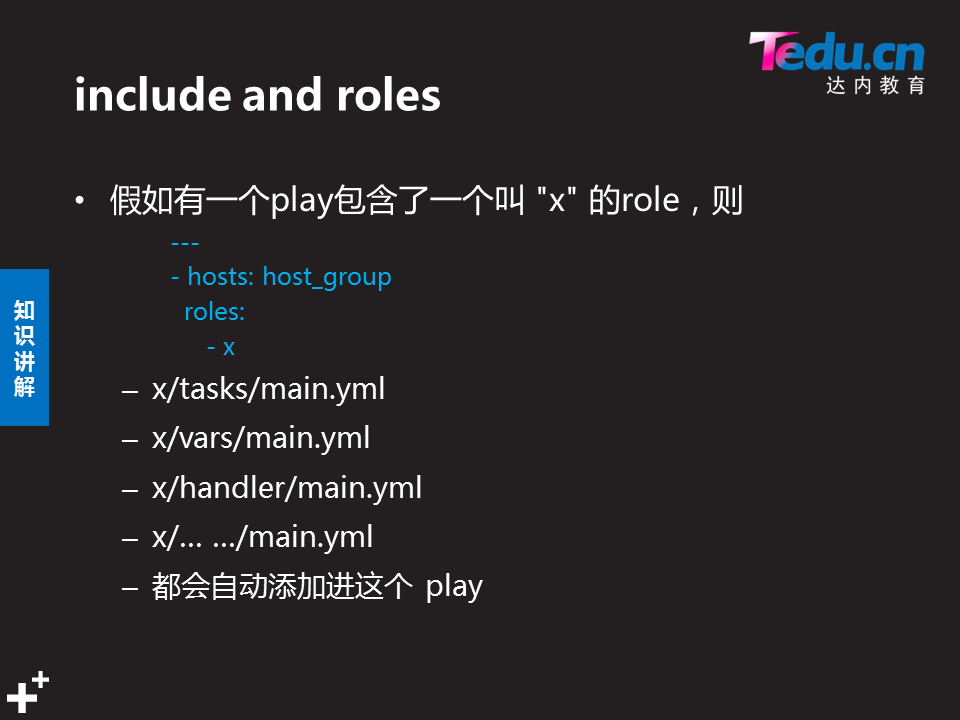 Tedu.cn
达内教育
include and roles
• 假如有一个play包含了一个叫 "x" 的role，则
---
- hosts: host_group
roles:
- x
– x/tasks/main.yml
– x/vars/main.yml
– x/handler/main.yml
– x/... .../main.yml
– 都会自动添加进这个 play
知
识
讲
解